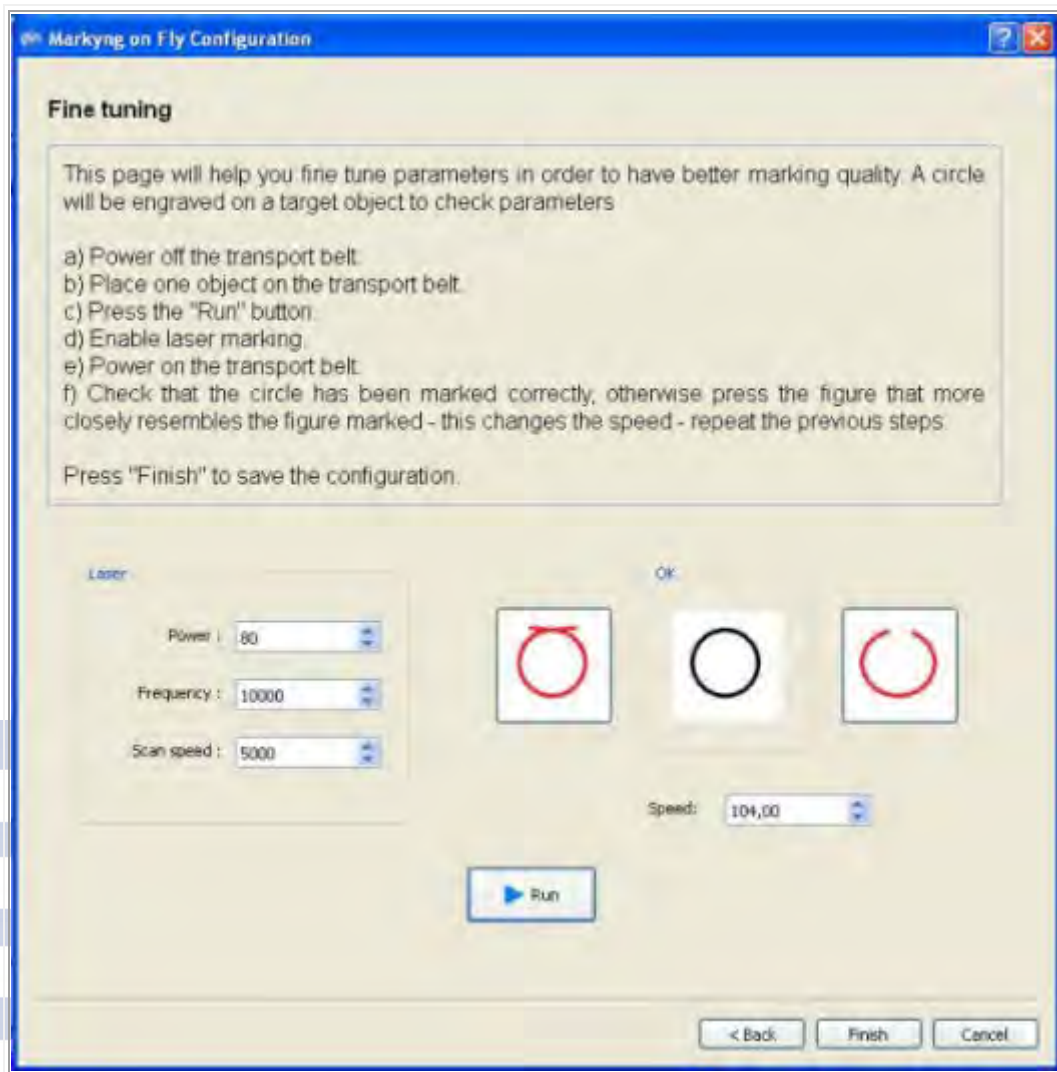 Markyng on Fly Configuration
Fine tuning
This page will help you fine tune parameters in order to have better marking quality. A circle
will be engraved on a target object to check parameters
a) Power off the transport belt.
b) Place one object on the transport belt.
c) Press the "Run" button.
d) Enable laser marking.
e) Power on the transport belt.
f) Check that the circle has been marked correctly, otherwise press the figure that more
closely resembles the figure marked - this changes the speed - repeat the previous steps.
Press "Finish" to save the configuration.
Laser
OK
Power : 80
Frequency : 10000
Scan speed : 5000
Speed: 104,00
Run
< Back Finish Cancel